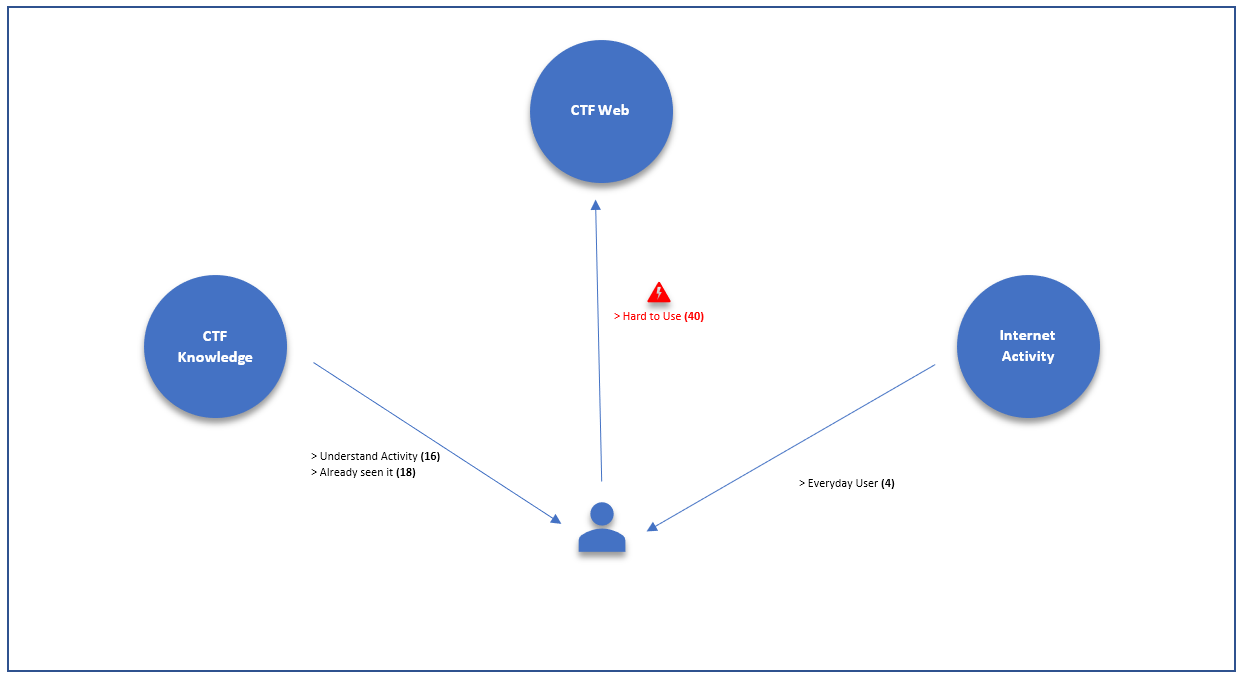 CTF Web
> Hard to Use (40)
CTF
Knowledge
Internet
Activity
> Understand Activity (16)
> Already seen it (18)
> Everyday User (4)